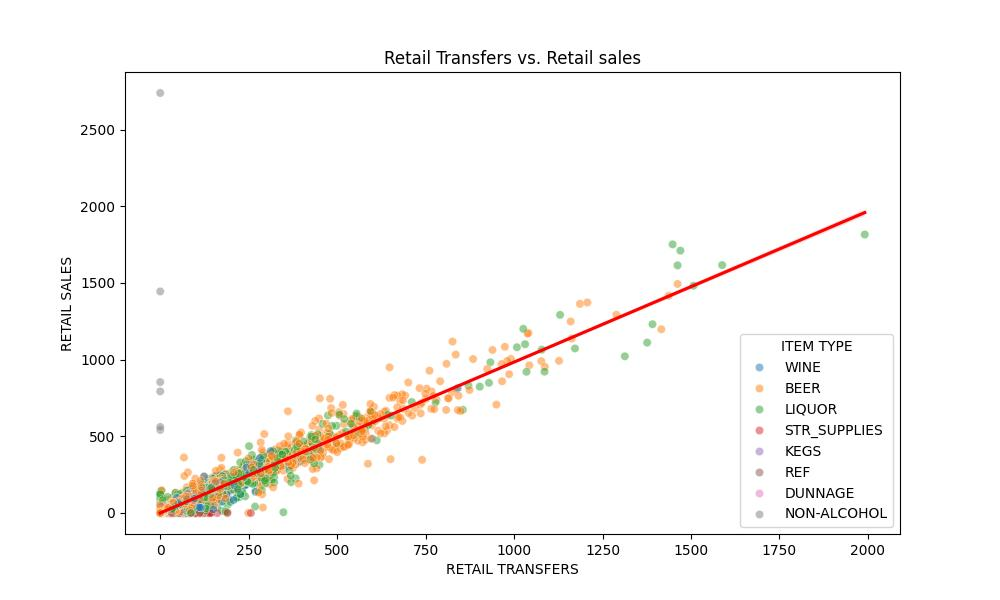 Retail Transfers vs. Retail sales
2500
2000
1500
1000
500
0
RETAIL SALES
ITEM TYPE
WINE
BEER
LIQUOR
STR_SUPPLIES
KEGS
REF
DUNNAGE
NON-ALCOHOL
0 250 500 750 1000 1250 1500 1750 2000
RETAIL TRANSFERS